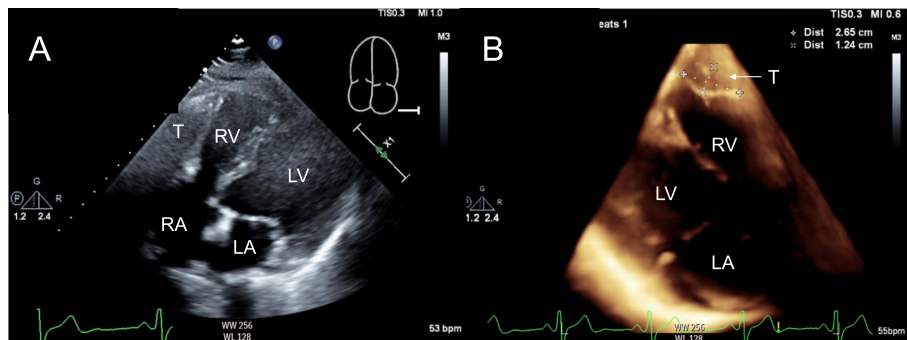 A
TIS0.3 MI 1.0
M3
P
X1
T
RV
LV
RA
LA
P
G
R
1.2 2.4
WW 256
WL 128
53 bpm
B
eats 1
TIS0.3 MI 0.6
Dist 2.65 cm
Dist 1.24 cm
M3
T
RV
LV
LA
G
R
1.2 2.4
WW 256
WL 128
55bpm